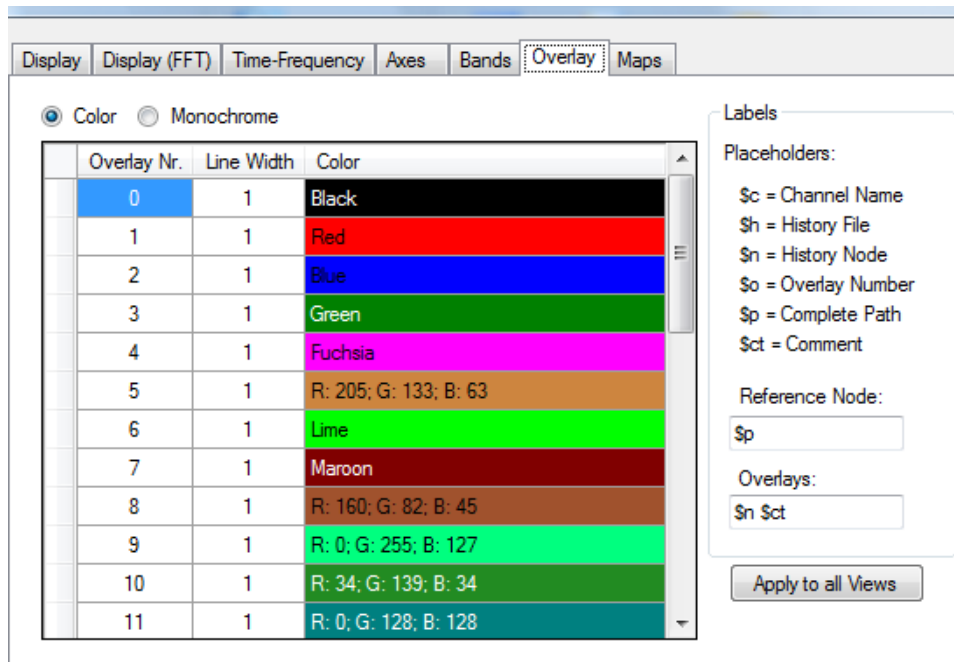 Display Display (FFT) Time-Frequency Axes Bands Overlay Maps
Color Monochrome
Overlay Nr. Line Width Color
0 1 Black
1 1 Red
2 1 Blue
3 1 Green
4 1 Fuchsia
5 1 R: 205; G: 133; B: 63
6 1 Lime
7 1 Maroon
8 1 R: 160; G: 82; B: 45
9 1 R: 0; G: 255; B: 127
10 1 R: 34; G: 139; B: 34
11 1 R: 0; G: 128; B: 128
Labels
Placeholders:
$c = Channel Name
$h = History File
$n = History Node
$o = Overlay Number
$p = Complete Path
$ct = Comment
Reference Node:
$p
Overlays:
$n $ct
Apply to all Views